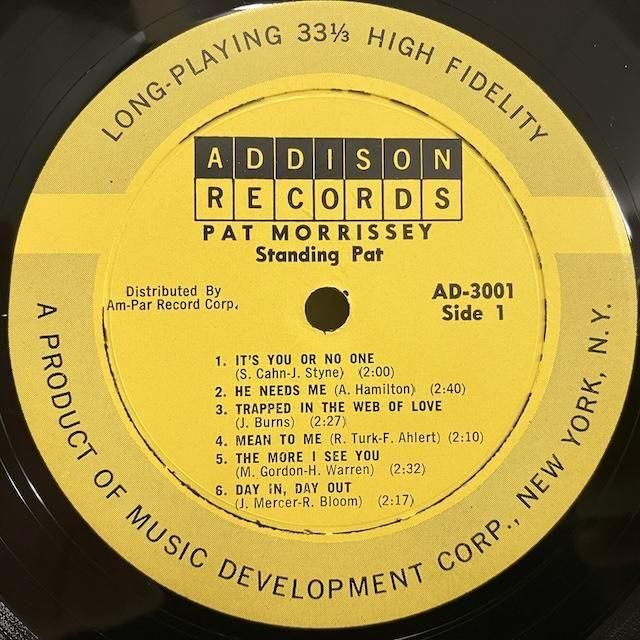 LONG-PLAYING 33⅓ HIGH FIDELITY
ADDISON
RECORDS
PAT MORRISSEY
Standing Pat
Distributed By
Am-Par Record Corp.
AD-3001
Side 1
1. IT'S YOU OR NO ONE
(S. Cahn-J. Styne) (2:00)
2. HE NEEDS ME (A. Hamilton) (2:40)
3. TRAPPED IN THE WEB OF LOVE
(J. Burns) (2:27)
4. MEAN TO ME (R. Turk-F. Ahlert) (2:10)
5. THE MORE I SEE YOU
(M. Gordon-H. Warren) (2:32)
6. DAY IN, DAY OUT
(J. Mercer-R. Bloom) (2:17)
A PRODUCT OF MUSIC DEVELOPMENT CORP., NEW YORK, N.Y.